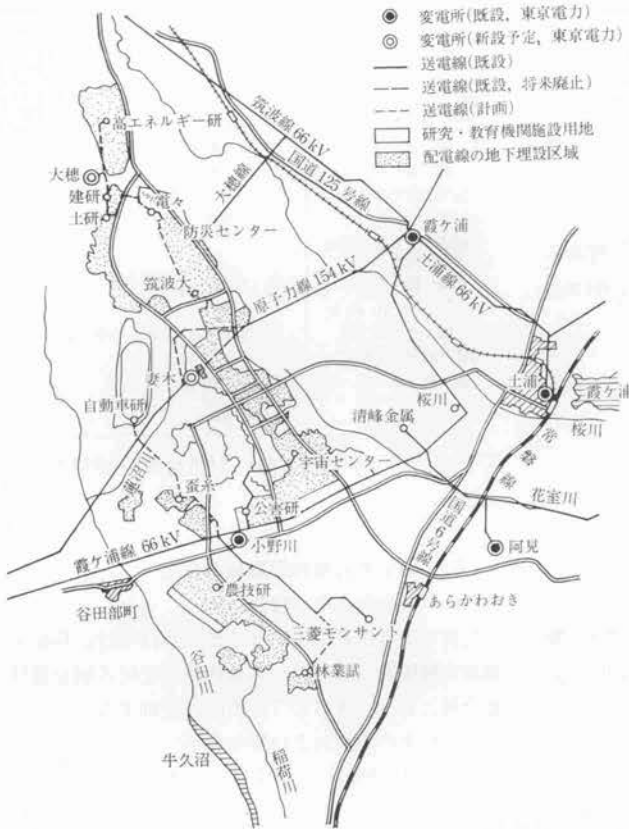 変電所(既設, 東京電力)
変電所(新設予定, 東京電力)
送電線(既設)
送電線(既設, 将来廃止)
送電線(計画)
研究・教育機関施設用地
配電線の地下埋設区域
高エネルギー研
筑波線 66 kV
国道125号線
大穂線
大穂
建研
土研
電々
防災センター
霞ケ浦
土浦線 66 kV
筑波大
原子力線 154 kV
妻木
自動車研
桜川
清峰金属
土浦
霞ケ浦
桜川
常磐線
宇宙センター
蚕糸
公害研
花室川
国道6号線
霞ケ浦線 66 kV
小野川
阿見
谷田部町
農技研
あらかわおき
三菱モンサント
谷田川
林業試
牛久沼
稲荷川